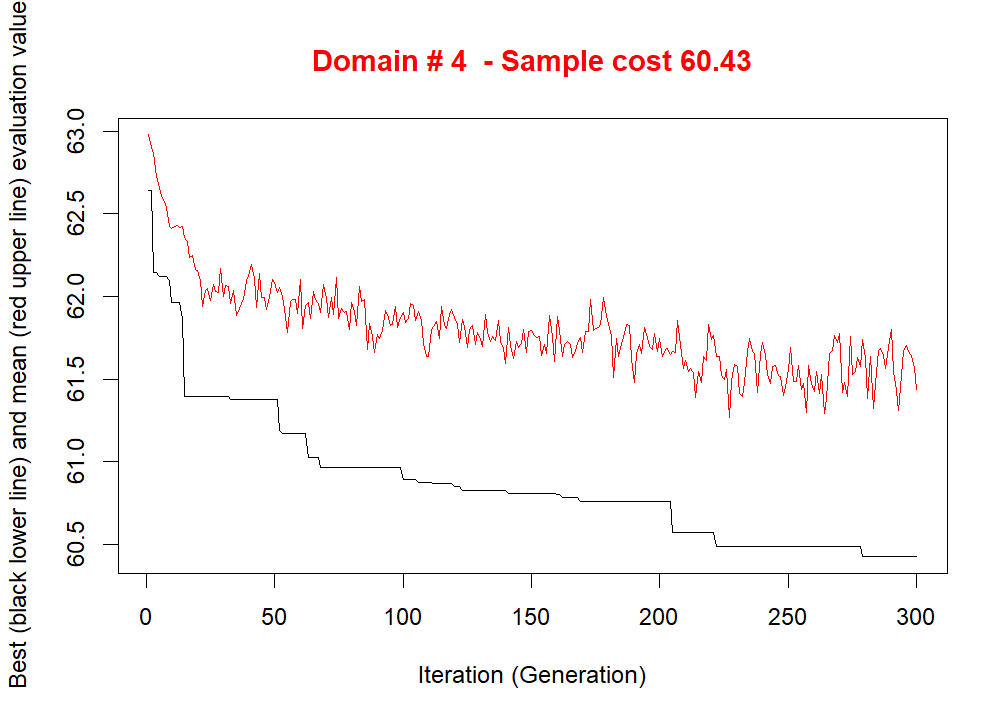 Domain # 4  - Sample cost 60.43
Best (black lower line) and mean (red upper line) evaluation value
63.0
62.5
62.0
61.5
61.0
60.5
0 50 100 150 200 250 300
Iteration (Generation)